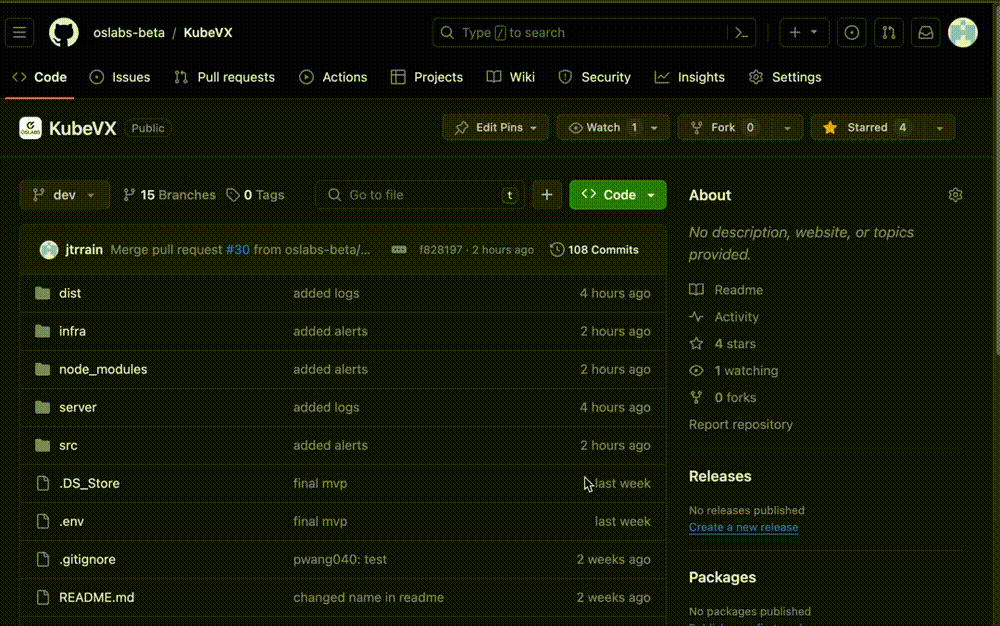 oslabs-beta / KubeVX
Type / to search
Code
Issues
Pull requests
Actions
Projects
Wiki
Security
Insights
Settings
OSLABS
KubeVX
Public
Edit Pins
Watch 1
Fork 0
Starred 4
dev
15 Branches
0 Tags
Go to file
t
Code
jtrrain Merge pull request #30 from oslabs-beta/... f828197 · 2 hours ago 108 Commits
dist added logs 4 hours ago
infra added alerts 2 hours ago
node_modules added alerts 2 hours ago
server added logs 4 hours ago
src added alerts 2 hours ago
.DS_Store final mvp last week
.env final mvp last week
.gitignore pwang040: test 2 weeks ago
README.md changed name in readme 2 weeks ago
About
No description, website, or topics
provided.
Readme
Activity
4 stars
1 watching
0 forks
Report repository
Releases
No releases published
Create a new release
Packages
No packages published